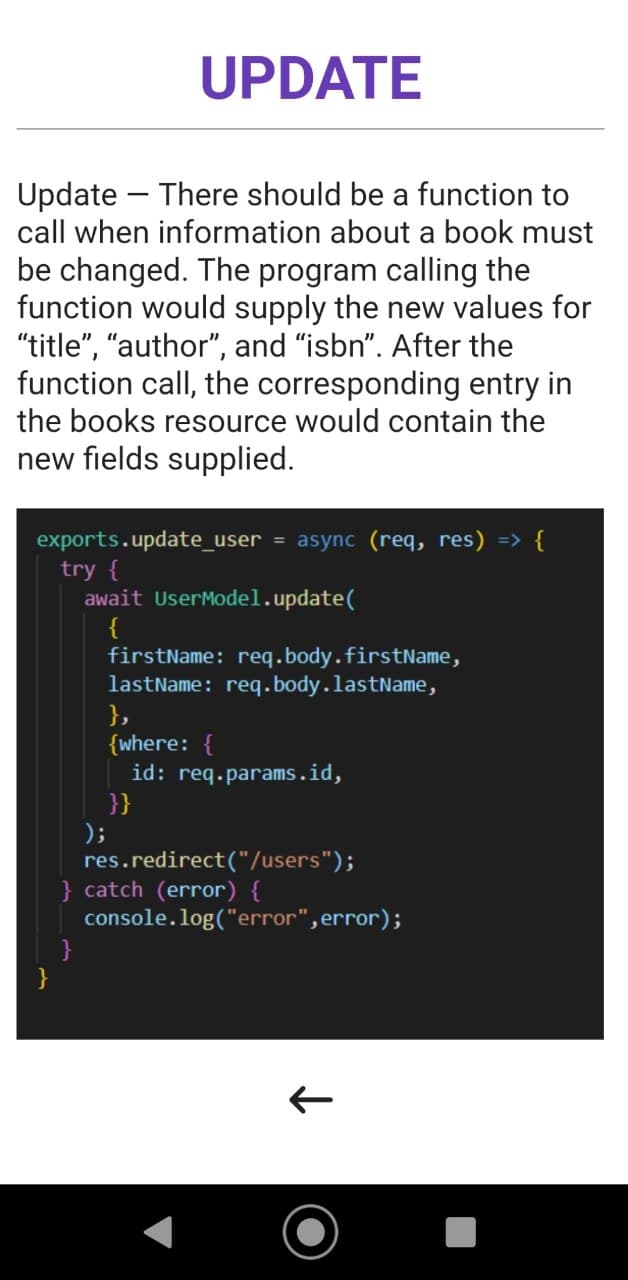 UPDATE
Update — There should be a function to
call when information about a book must
be changed. The program calling the
function would supply the new values for
“title”, “author”, and “isbn”. After the
function call, the corresponding entry in
the books resource would contain the
new fields supplied.
exports.update_user = async (req, res) => {
try {
await UserModel.update(
{
firstName: req.body.firstName,
lastName: req.body.lastName,
},
{where: {
id: req.params.id,
}}
);
res.redirect("/users");
} catch (error) {
console.log("error",error);
}
}